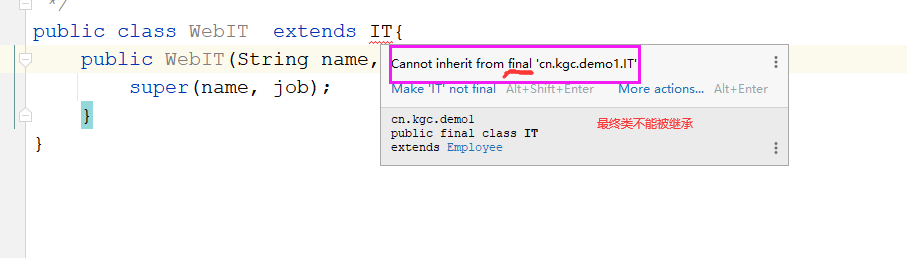 */
public class WebIT  extends IT{
public WebIT(String name,
super(name, job);
}
}
Cannot inherit from final 'cn.kgc.demo1.IT'
Make 'IT' not final Alt+Shift+Enter More actions... Alt+Enter
cn.kgc.demo1
public final class IT
extends Employee
最终类不能被继承